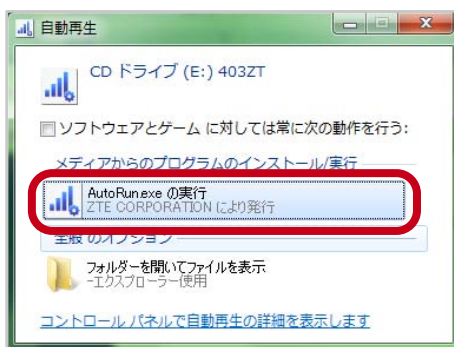 自動再生
CD ドライブ (E:) 403ZT
ソフトウェアとゲーム に対しては常に次の動作を行う:
メディアからのプログラムのインストール/実行
AutoRun.exe の実行
ZTE CORPORATION により発行
全般 のオプション
フォルダーを開いてファイルを表示
-エクスプローラー使用
コントロール パネルで自動再生の詳細を表示します